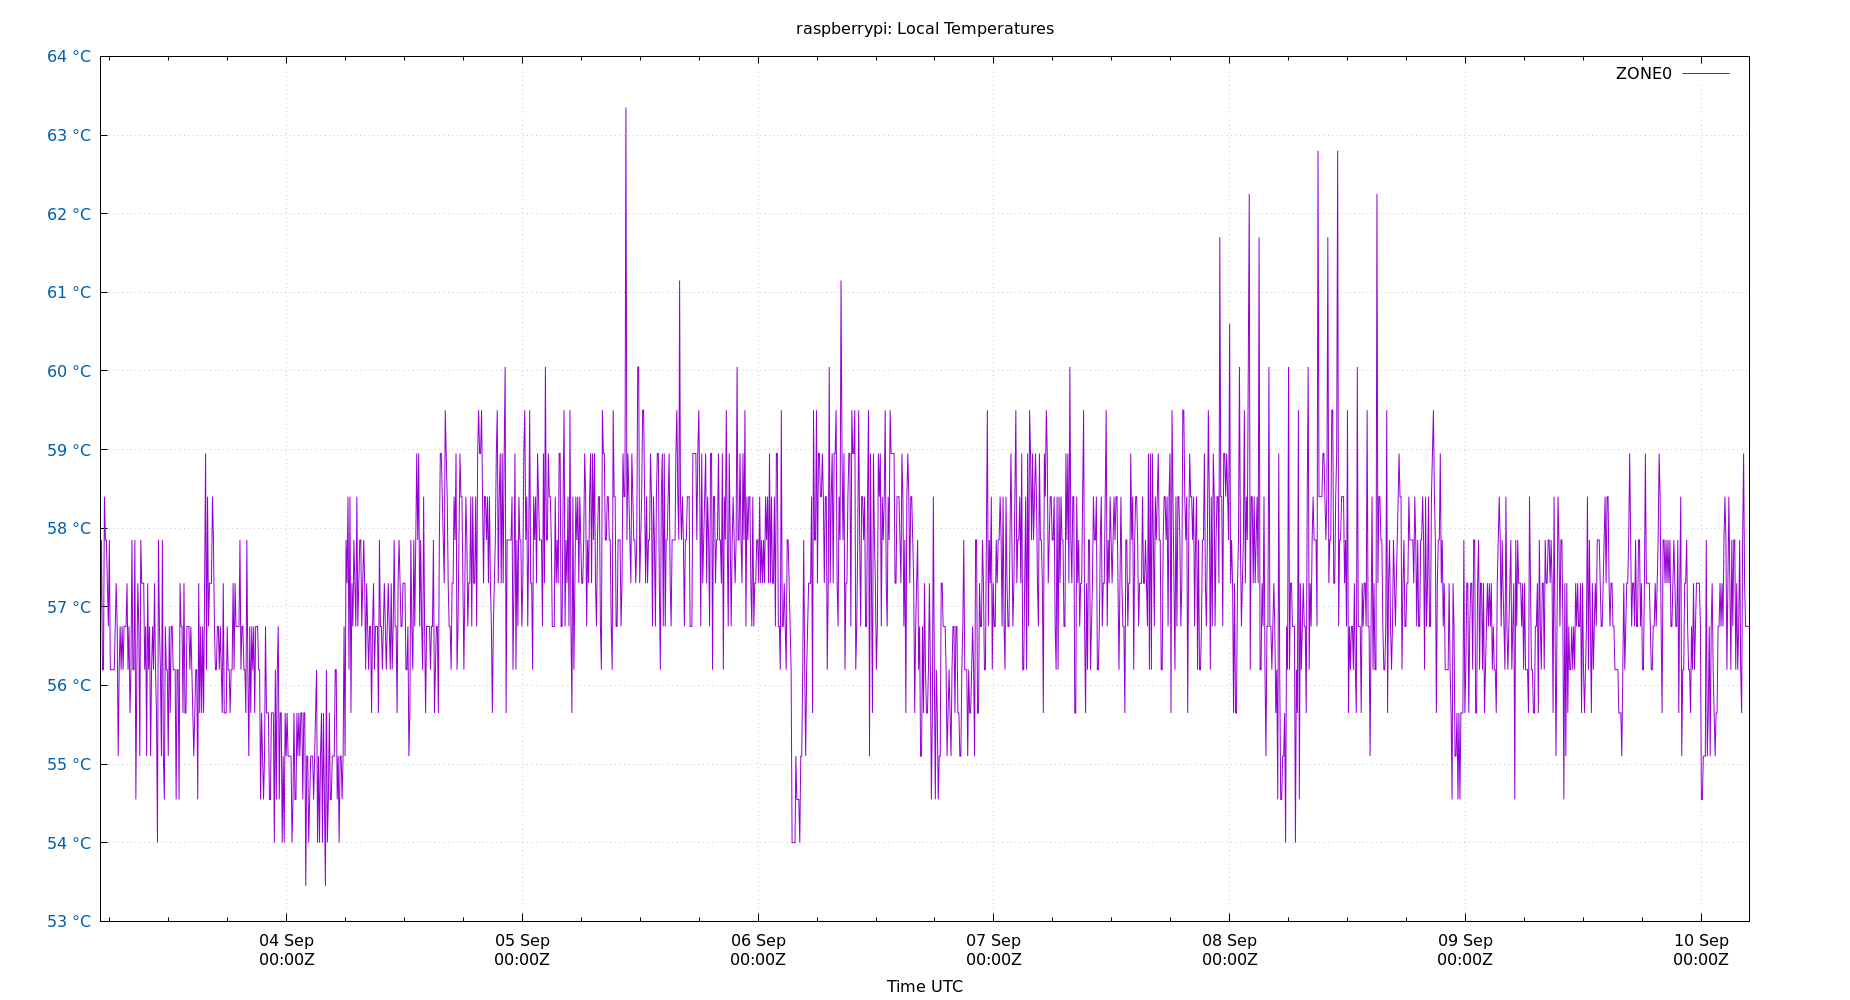 raspberrypi: Local Temperatures
64 °C
ZONE0
63 °C
62 °C
61 °C
60 °C
59 °C
58 °C
57 °C
56 °C
55 °C
54 °C
53 °C
04 Sep 05 Sep 06 Sep 07 Sep 08 Sep 09 Sep 10 Sep
00:00Z 00:00Z 00:00Z 00:00Z 00:00Z 00:00Z 00:00Z
Time UTC